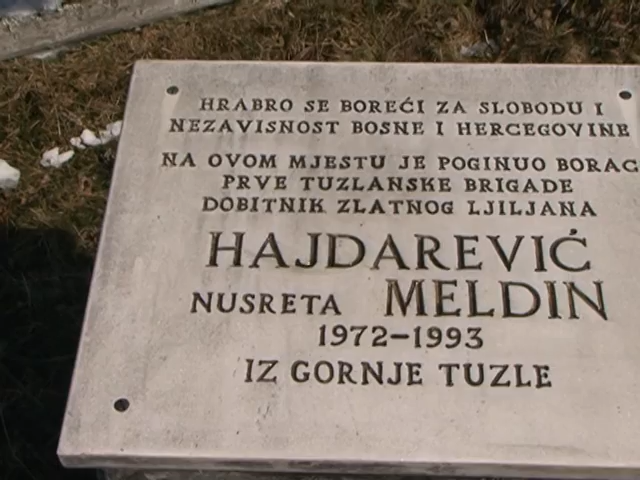 HRABRO SE BOREĆI ZA SLOBODU I
NEZAVISNOST BOSNE I HERCEGOVINE
NA OVOM MJESTU JE POGINUO BORAC
PRVE TUZLANSKE BRIGADE
DOBITNIK ZLATNOG LJILJANA
HAJDAREVIĆ
NUSRETA MELDIN
1972-1993
IZ GORNJE TUZLE